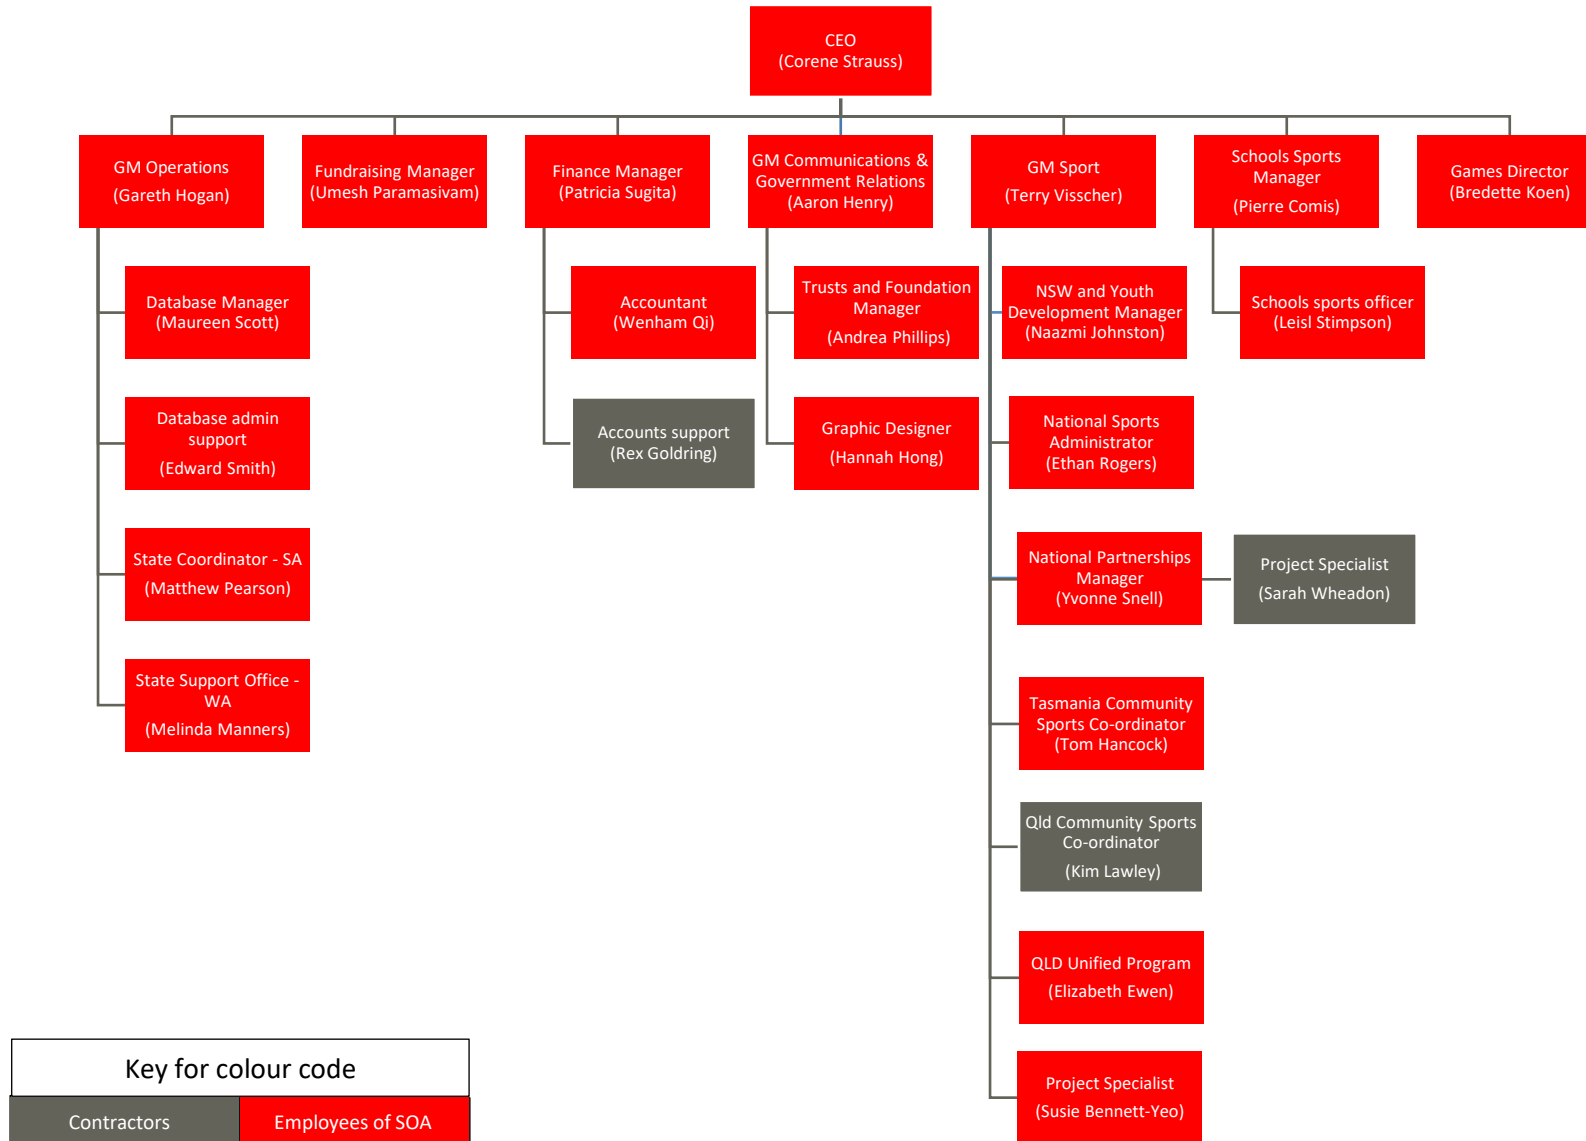 CEO
(Corene Strauss)
GM Operations
(Gareth Hogan)
Fundraising Manager
(Umesh Paramasivam)
Finance Manager
(Patricia Sugita)
GM Communications &
Government Relations
(Aaron Henry)
GM Sport
(Terry Visscher)
Schools Sports
Manager
(Pierre Comis)
Games Director
(Bredette Koen)
Database Manager
(Maureen Scott)
Accountant
(Wenham Qi)
Trusts and Foundation
Manager
(Andrea Phillips)
NSW and Youth
Development Manager
(Naazmi Johnston)
Schools sports officer
(Leisl Stimpson)
Database admin
support
(Edward Smith)
Accounts support
(Rex Goldring)
Graphic Designer
(Hannah Hong)
National Sports
Administrator
(Ethan Rogers)
State Coordinator - SA
(Matthew Pearson)
National Partnerships
Manager
(Yvonne Snell)
Project Specialist
(Sarah Wheadon)
State Support Office -
WA
(Melinda Manners)
Tasmania Community
Sports Co-ordinator
(Tom Hancock)
Qld Community Sports
Co-ordinator
(Kim Lawley)
QLD Unified Program
(Elizabeth Ewen)
Project Specialist
(Susie Bennett-Yeo)
Key for colour code
Contractors
Employees of SOA